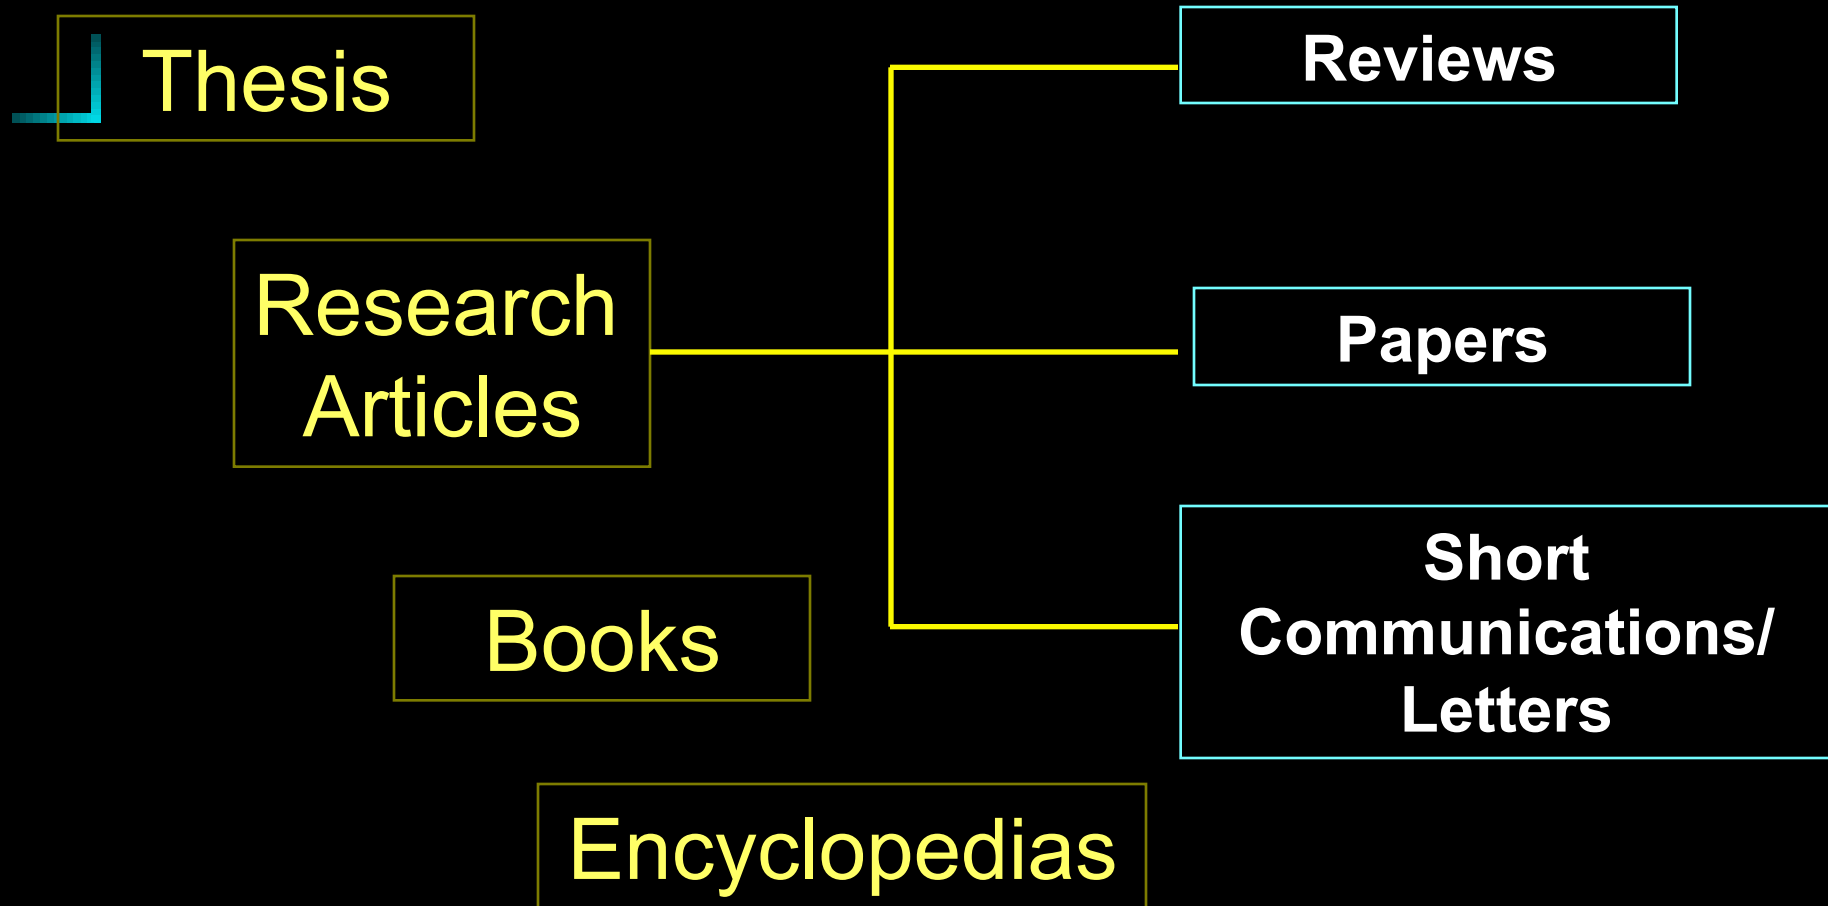 Thesis
Research
Articles
Books
Encyclopedias
Reviews
Papers
Short
Communications/
Letters